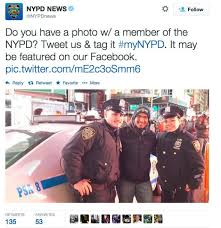 NYPD NEWS
@NYPDnews
Follow
Do you have a photo w/ a member of the
NYPD? Tweet us & tag it #myNYPD. It may
be featured on our Facebook.
pic.twitter.com/mE2c3oSmm6
Reply Retweet Favorite More
PSA 8
RETWEETS FAVORITES
135 53